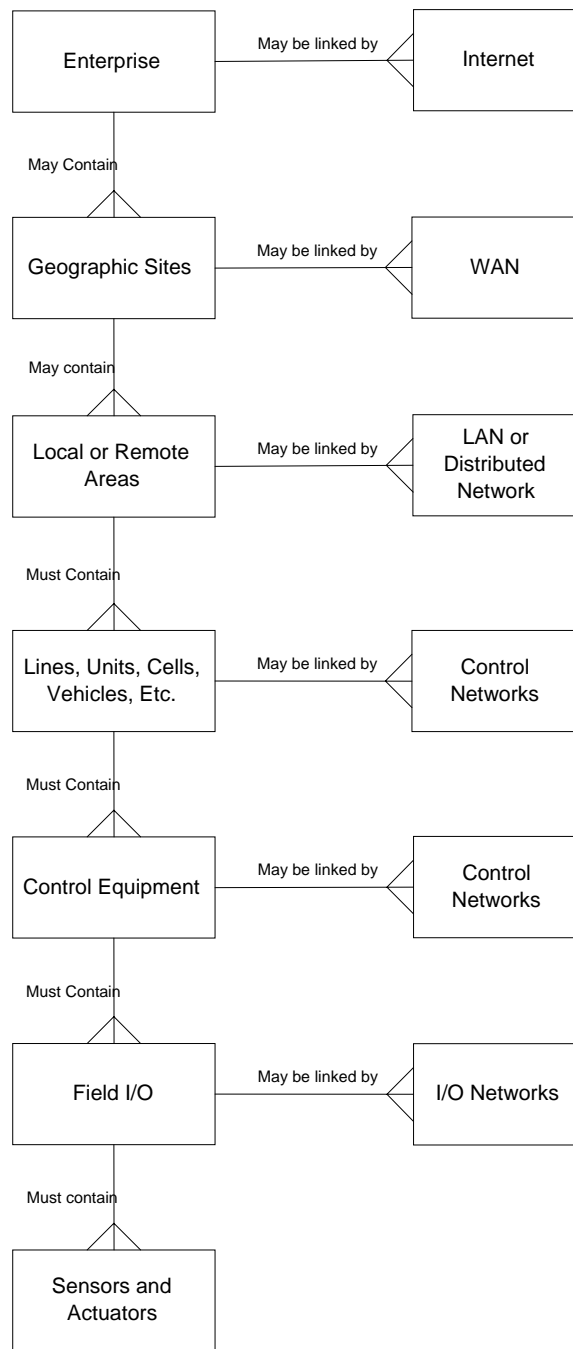 Enterprise
May be linked by
Internet
May Contain
Geographic Sites
May be linked by
WAN
May contain
Local or Remote
Areas
May be linked by
LAN or
Distributed
Network
Must Contain
Lines, Units, Cells,
Vehicles, Etc.
May be linked by
Control
Networks
Must Contain
Control Equipment
May be linked by
Control
Networks
Must Contain
Field I/O
May be linked by
I/O Networks
Must contain
Sensors and
Actuators